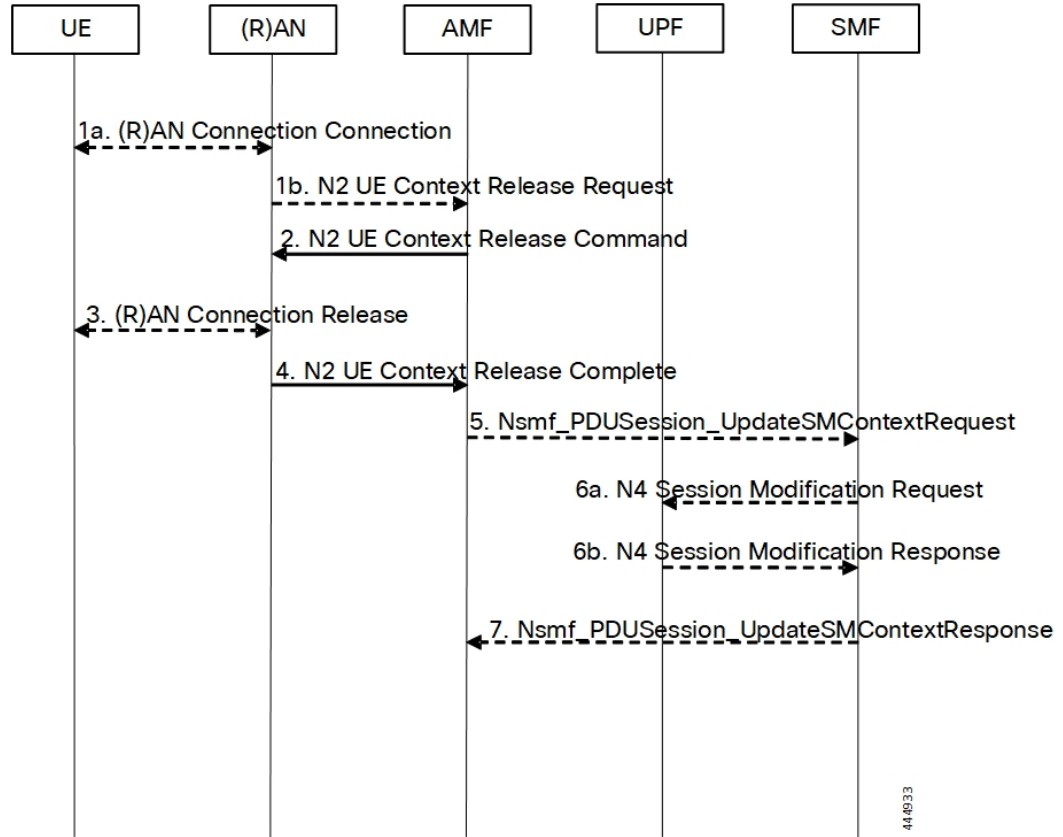 UE
(R)AN
AMF
UPF
SMF
1a. (R)AN Connection Connection
1b. N2 UE Context Release Request
2. N2 UE Context Release Command
3. (R)AN Connection Release
4. N2 UE Context Release Complete
5. Nsmf_PDUSession_UpdateSMContextRequest
6a. N4 Session Modification Request
6b. N4 Session Modification Response
7. Nsmf_PDUSession_UpdateSMContextResponse
444933